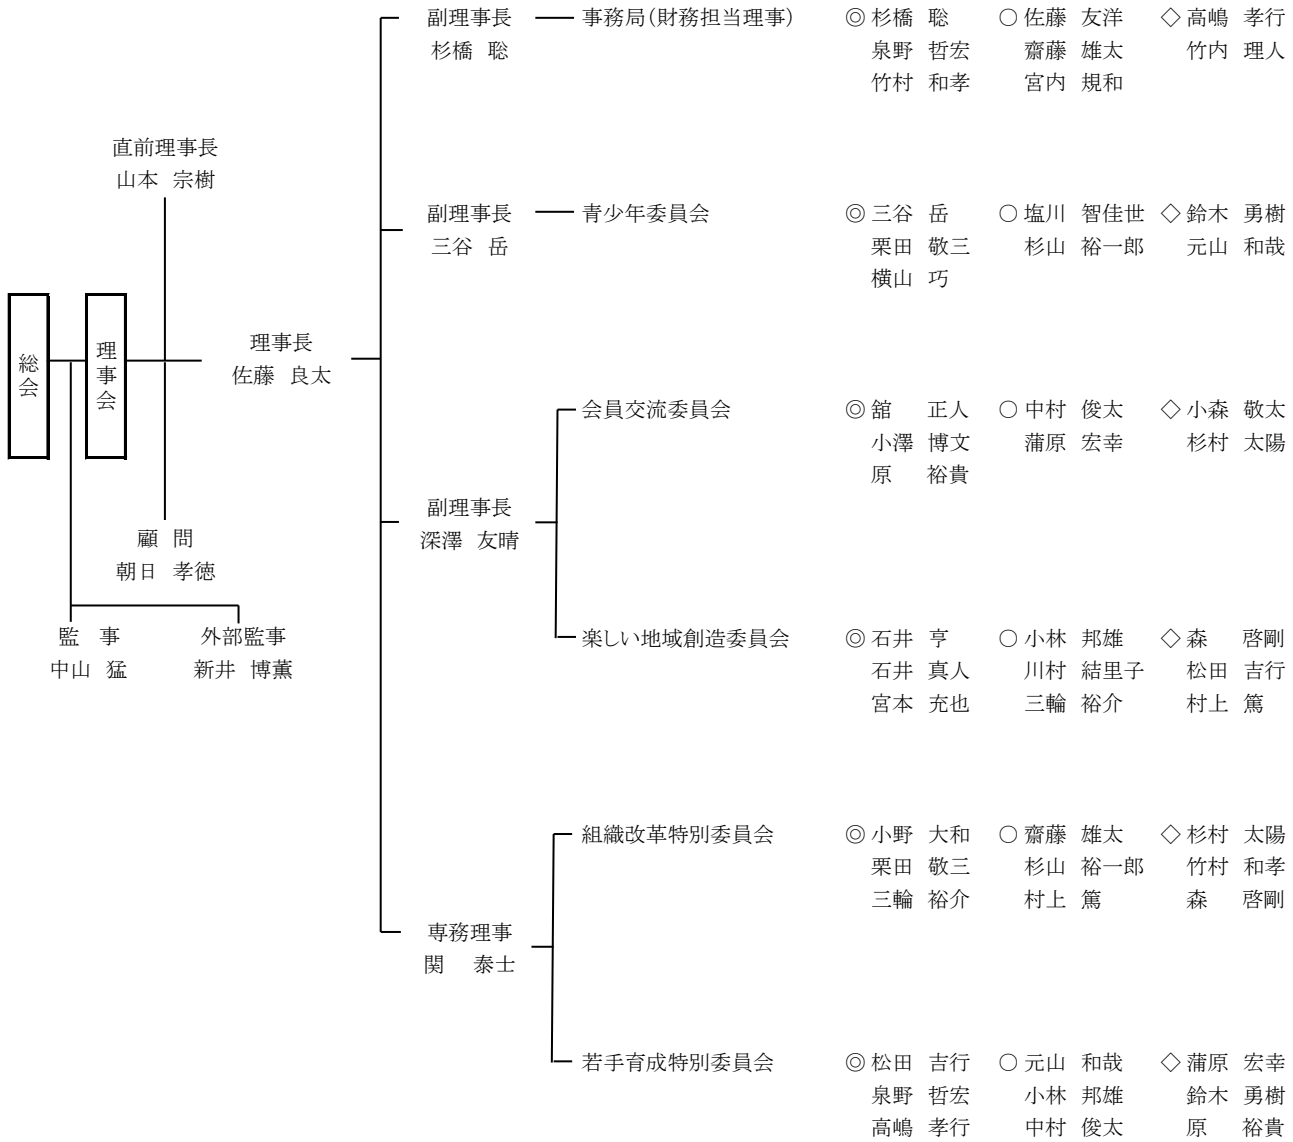 副理事長 事務局(財務担当理事) ◎ 杉橋 聡 ○ 佐藤 友洋 ◇ 高嶋 孝行
杉橋 聡 泉野 哲宏 齋藤 雄太 竹内 理人
竹村 和孝 宮内 規和
直前理事長
山本 宗樹
副理事長 青少年委員会 ◎ 三谷 岳 ○ 塩川 智佳世 ◇ 鈴木 勇樹
三谷 岳 栗田 敬三 杉山 裕一郎 元山 和哉
横山 巧
総会
理事会
理事長
佐藤 良太
会員交流委員会 ◎ 舘 正人 ○ 中村 俊太 ◇ 小森 敬太
小澤 博文 蒲原 宏幸 杉村 太陽
原 裕貴
副理事長
深澤 友晴
顧 問
朝日 孝徳
監 事 外部監事 楽しい地域創造委員会 ◎ 石井 亨 ○ 小林 邦雄 ◇ 森 啓剛
中山 猛 新井 博薫 石井 真人 川村 結里子 松田 吉行
宮本 充也 三輪 裕介 村上 篤
組織改革特別委員会 ◎ 小野 大和 ○ 齋藤 雄太 ◇ 杉村 太陽
栗田 敬三 杉山 裕一郎 竹村 和孝
三輪 裕介 村上 篤 森 啓剛
専務理事
関 泰士
若手育成特別委員会 ◎ 松田 吉行 ○ 元山 和哉 ◇ 蒲原 宏幸
泉野 哲宏 小林 邦雄 鈴木 勇樹
高嶋 孝行 中村 俊太 原 裕貴